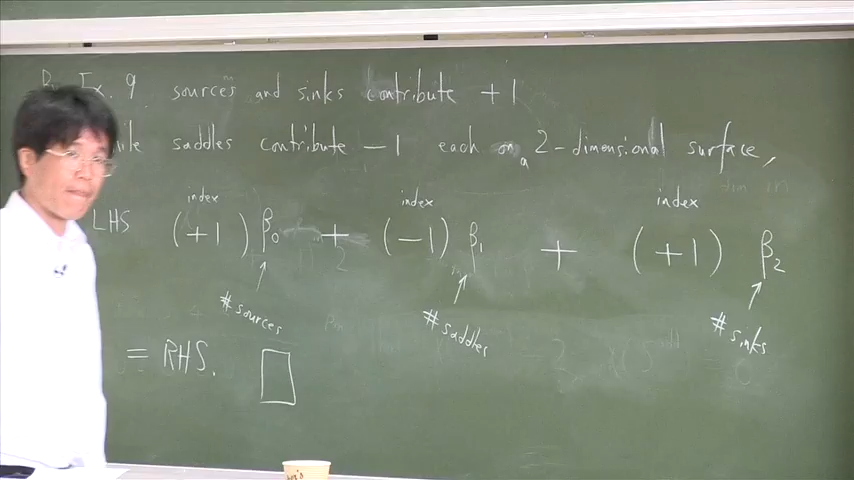 Ex. 9 sources and sinks contribute +1
saddles contribute −1 each on a 2-dimensional surface,
index index index
LHS (+1) β₀ + (−1) β₁ + (+1) β₂
# sources # saddles # sinks
= RHS. □